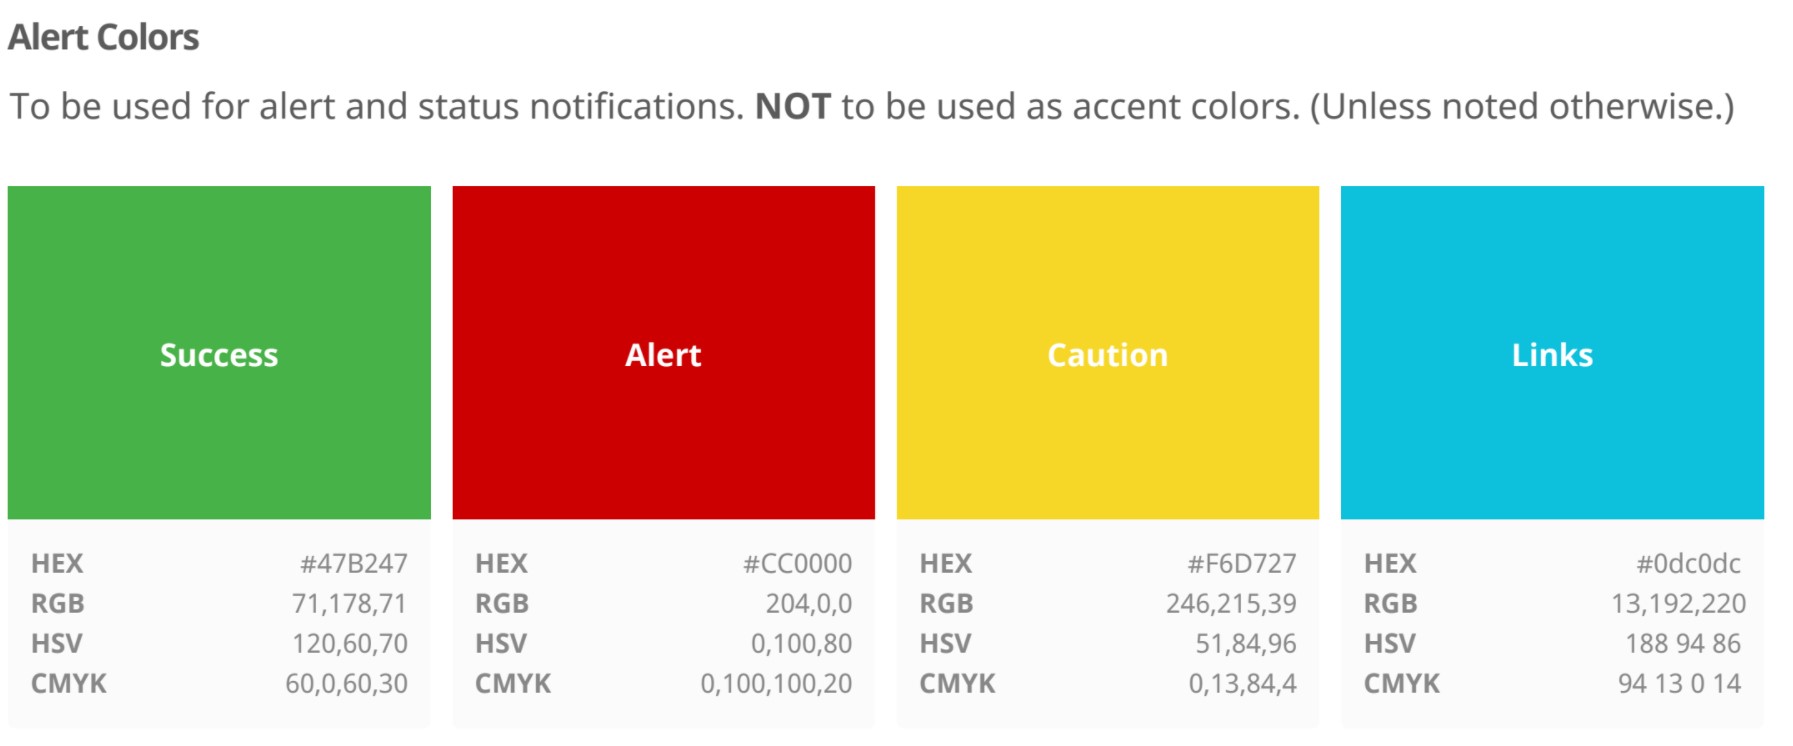 Alert Colors
To be used for alert and status notifications. NOT to be used as accent colors. (Unless noted otherwise.)
Success
HEX #47B247
RGB 71,178,71
HSV 120,60,70
CMYK 60,0,60,30
Alert
HEX #CC0000
RGB 204,0,0
HSV 0,100,80
CMYK 0,100,100,20
Caution
HEX #F6D727
RGB 246,215,39
HSV 51,84,96
CMYK 0,13,84,4
Links
HEX #0dc0dc
RGB 13,192,220
HSV 188 94 86
CMYK 94 13 0 14